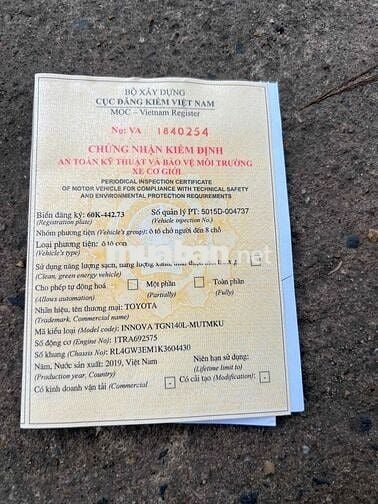 BỘ XÂY DỰNG
CỤC ĐĂNG KIỂM VIỆT NAM
MOC – Vietnam Register
Nọ: VA 1840254
CHỨNG NHẬN KIỂM ĐỊNH
AN TOÀN KỸ THUẬT VÀ BẢO VỆ MÔI TRƯỜNG
XE CƠ GIỚI
PERIODICAL INSPECTION CERTIFICATE
OF MOTOR VEHICLE FOR COMPLIANCE WITH TECHNICAL SAFETY
AND ENVIRONMENTAL PROTECTION REQUIREMENTS
Biển đăng ký: 60K-442.73 Số quản lý PT: 5015D-004737
(Registration plate) (Vehicle inspection No.)
Nhóm phương tiện (Vehicle's group): ô tô chở người đến 8 chỗ
Loại phương tiện: ô tô con
(Vehicle's type)
Sử dụng năng lượng sạch, năng lượng xanh, thân thiện môi
(Clean, green energy vehicle)
Cho phép tự động hoá Một phần Toàn phần
(Allows automation) (Partially) (Fully)
Nhãn hiệu, tên thương mại: TOYOTA
(Trademark, Commercial name)
Mã kiểu loại (Model code): INNOVA TGN140L-MUTMKU
Số động cơ (Engine No): 1TRA692575
Số khung (Chassis No): RL4GW3EM1K3604430
Năm, Nước sản xuất: 2019, Việt Nam Niên hạn sử dụng:
(Production year, Country) (Lifetime limit to)
Có kinh doanh vận tải (Commercial - Có cải tạo (Modification): -